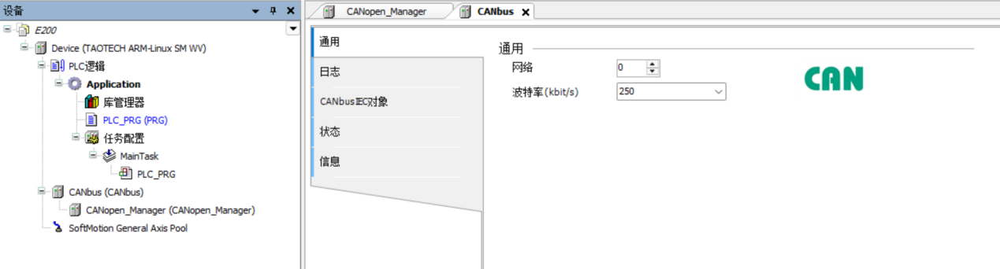 设备
E200
Device (TAOTECH ARM-Linux SM WV)
PLC逻辑
Application
库管理器
PLC_PRG (PRG)
任务配置
MainTask
PLC_PRG
CANbus (CANbus)
CANopen_Manager (CANopen_Manager)
SoftMotion General Axis Pool
CANopen_Manager
CANbus
通用
日志
CANbusIEC对象
状态
信息
通用
网络 0
波特率(kbit/s) 250
CAN